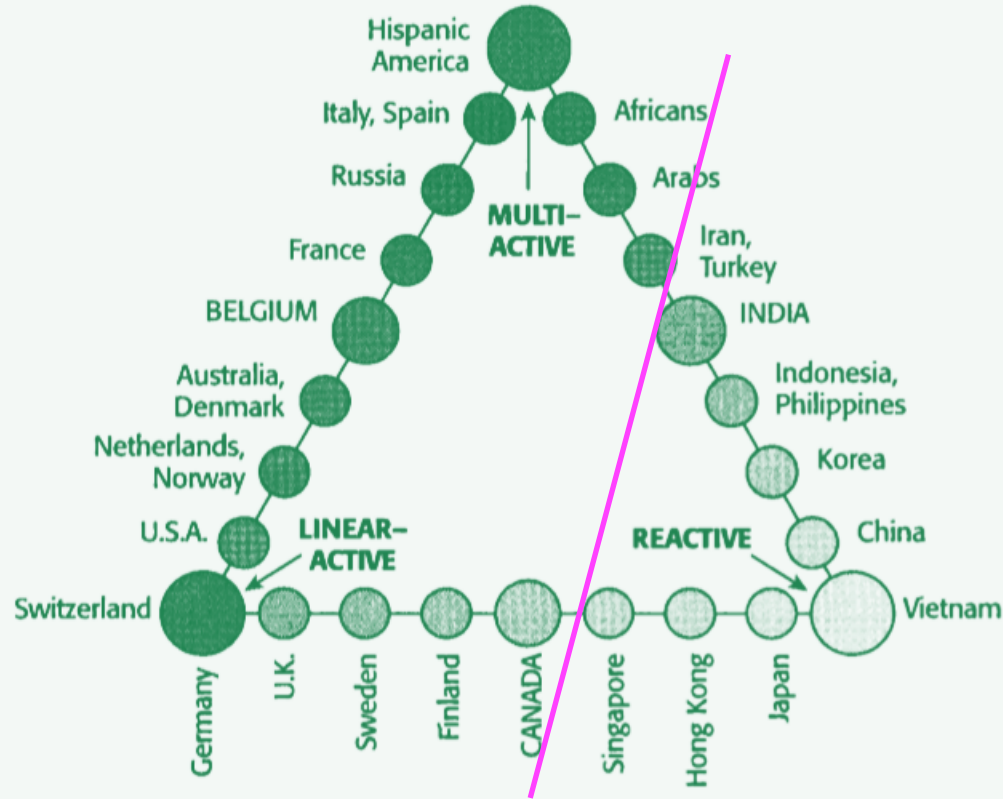 Hispanic
America
Italy, Spain
Africans
Russia
Arabs
MULTI–
ACTIVE
France
Iran,
Turkey
BELGIUM
INDIA
Australia,
Denmark
Indonesia,
Philippines
Netherlands,
Norway
Korea
U.S.A.
LINEAR–
ACTIVE
REACTIVE
China
Switzerland
Vietnam
Germany
U.K.
Sweden
Finland
CANADA
Singapore
Hong Kong
Japan